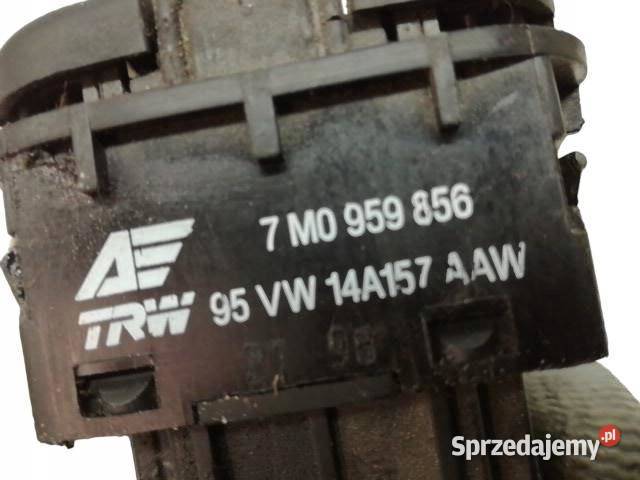 7 M0 959 856
AE
TRW 95 VW 14A157 AAW
Sprzedajemy.pl